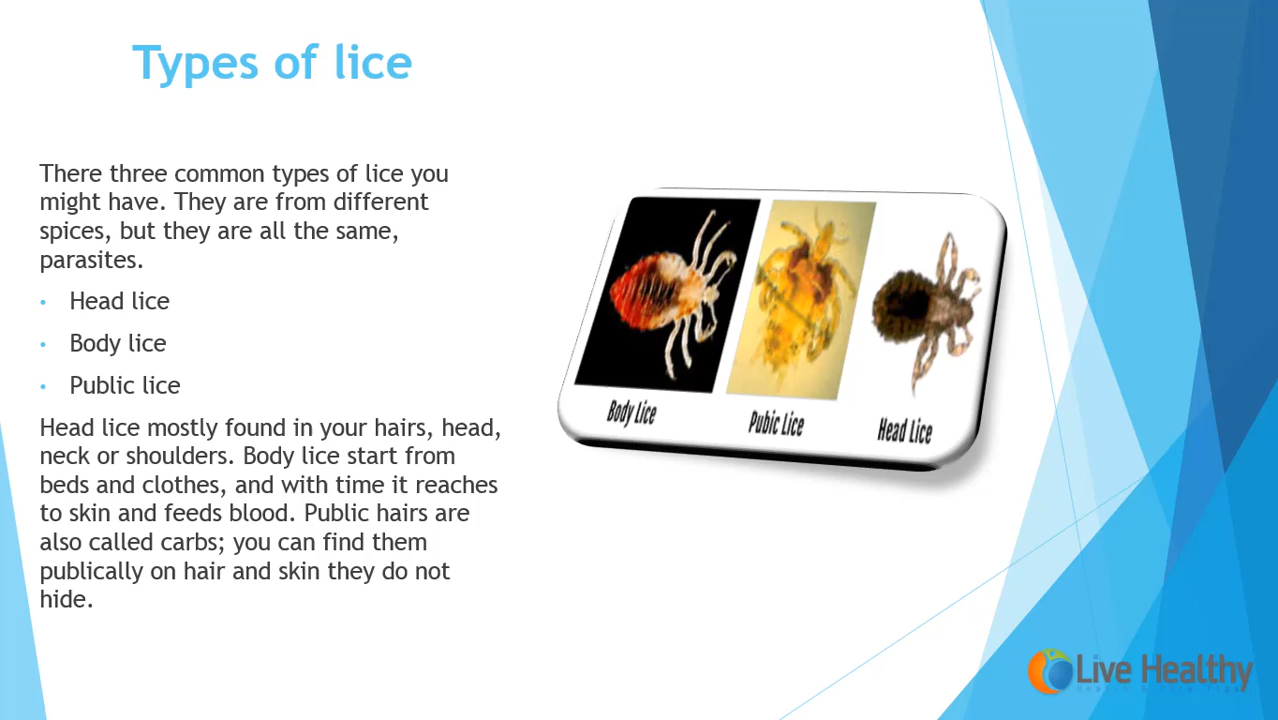 Types of lice
There three common types of lice you
might have. They are from different
spices, but they are all the same,
parasites.
• Head lice
• Body lice
• Public lice
Head lice mostly found in your hairs, head,
neck or shoulders. Body lice start from
beds and clothes, and with time it reaches
to skin and feeds blood. Public hairs are
also called carbs; you can find them
publically on hair and skin they do not
hide.
Body Lice
Pubic Lice
Head Lice
Live Healthy